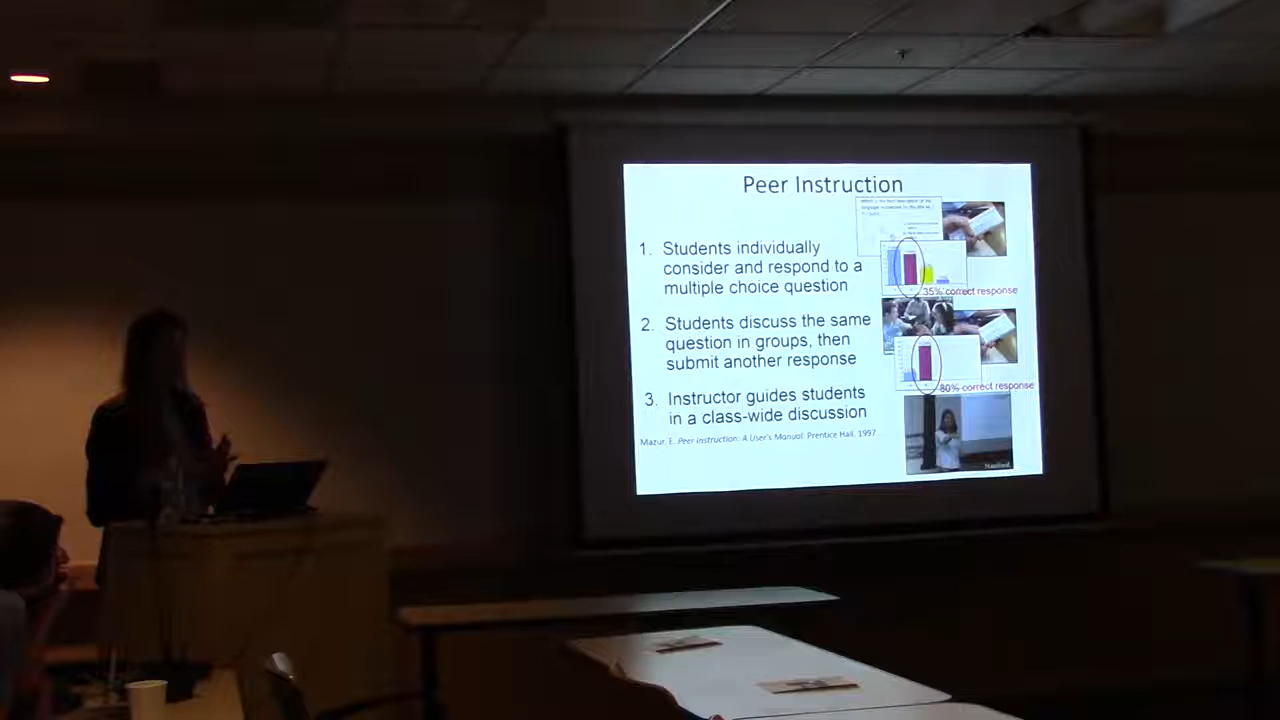 Peer Instruction
1. Students individually
consider and respond to a
multiple choice question
35% correct response
2. Students discuss the same
question in groups, then
submit another response
80% correct response
3. Instructor guides students
in a class-wide discussion
Mazur, E. Peer Instruction: A User's Manual. Prentice Hall, 1997